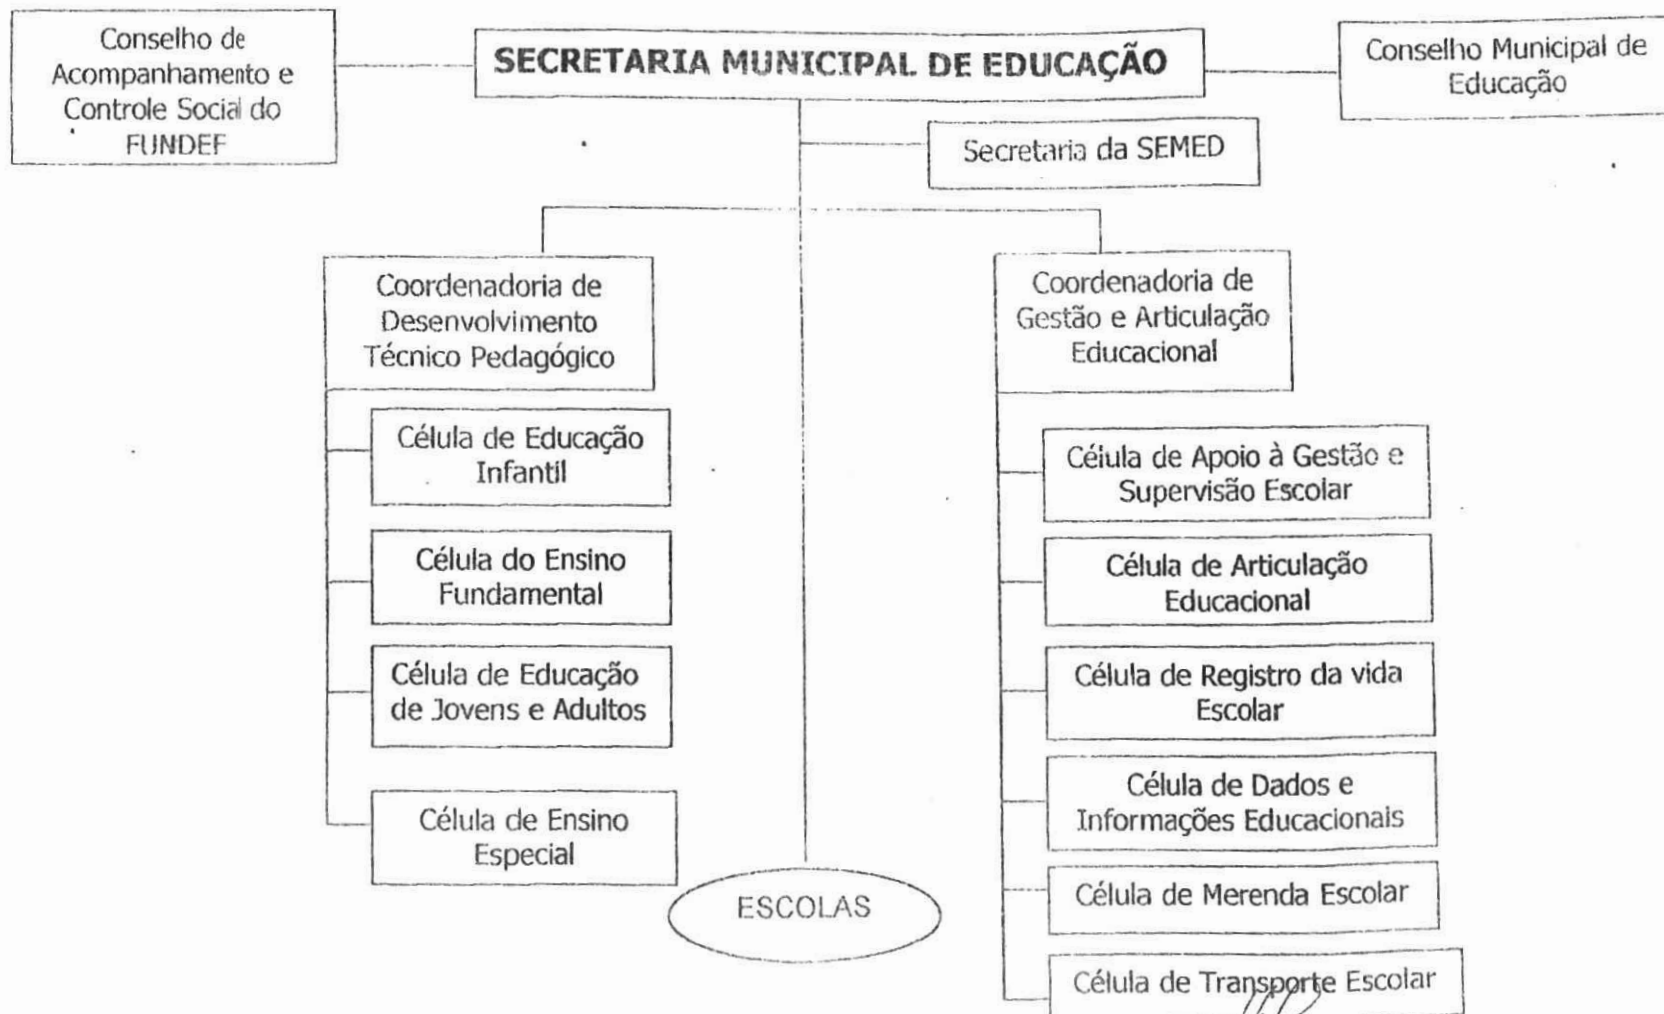 Conselho de
Acompanhamento e
Controle Social do
FUNDEF
SECRETARIA MUNICIPAL DE EDUCAÇÃO
Conselho Municipal de
Educação
Secretaria da SEMED
Coordenadoria de
Desenvolvimento
Técnico Pedagógico
Célula de Educação
Infantil
Célula do Ensino
Fundamental
Célula de Educação
de Jovens e Adultos
Célula de Ensino
Especial
Coordenadoria de
Gestão e Articulação
Educacional
Célula de Apoio à Gestão e
Supervisão Escolar
Célula de Articulação
Educacional
Célula de Registro da vida
Escolar
Célula de Dados e
Informações Educacionais
Célula de Merenda Escolar
Célula de Transporte Escolar
ESCOLAS